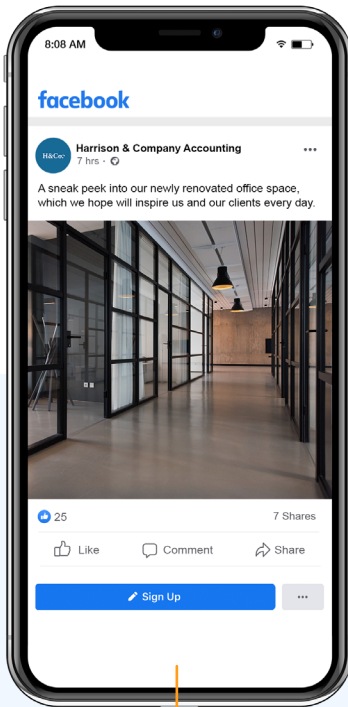 8:08 AM
facebook
H&Co.
Harrison & Company Accounting
7 hrs ·
A sneak peek into our newly renovated office space,
which we hope will inspire us and our clients every day.
25
7 Shares
Like
Comment
Share
Sign Up